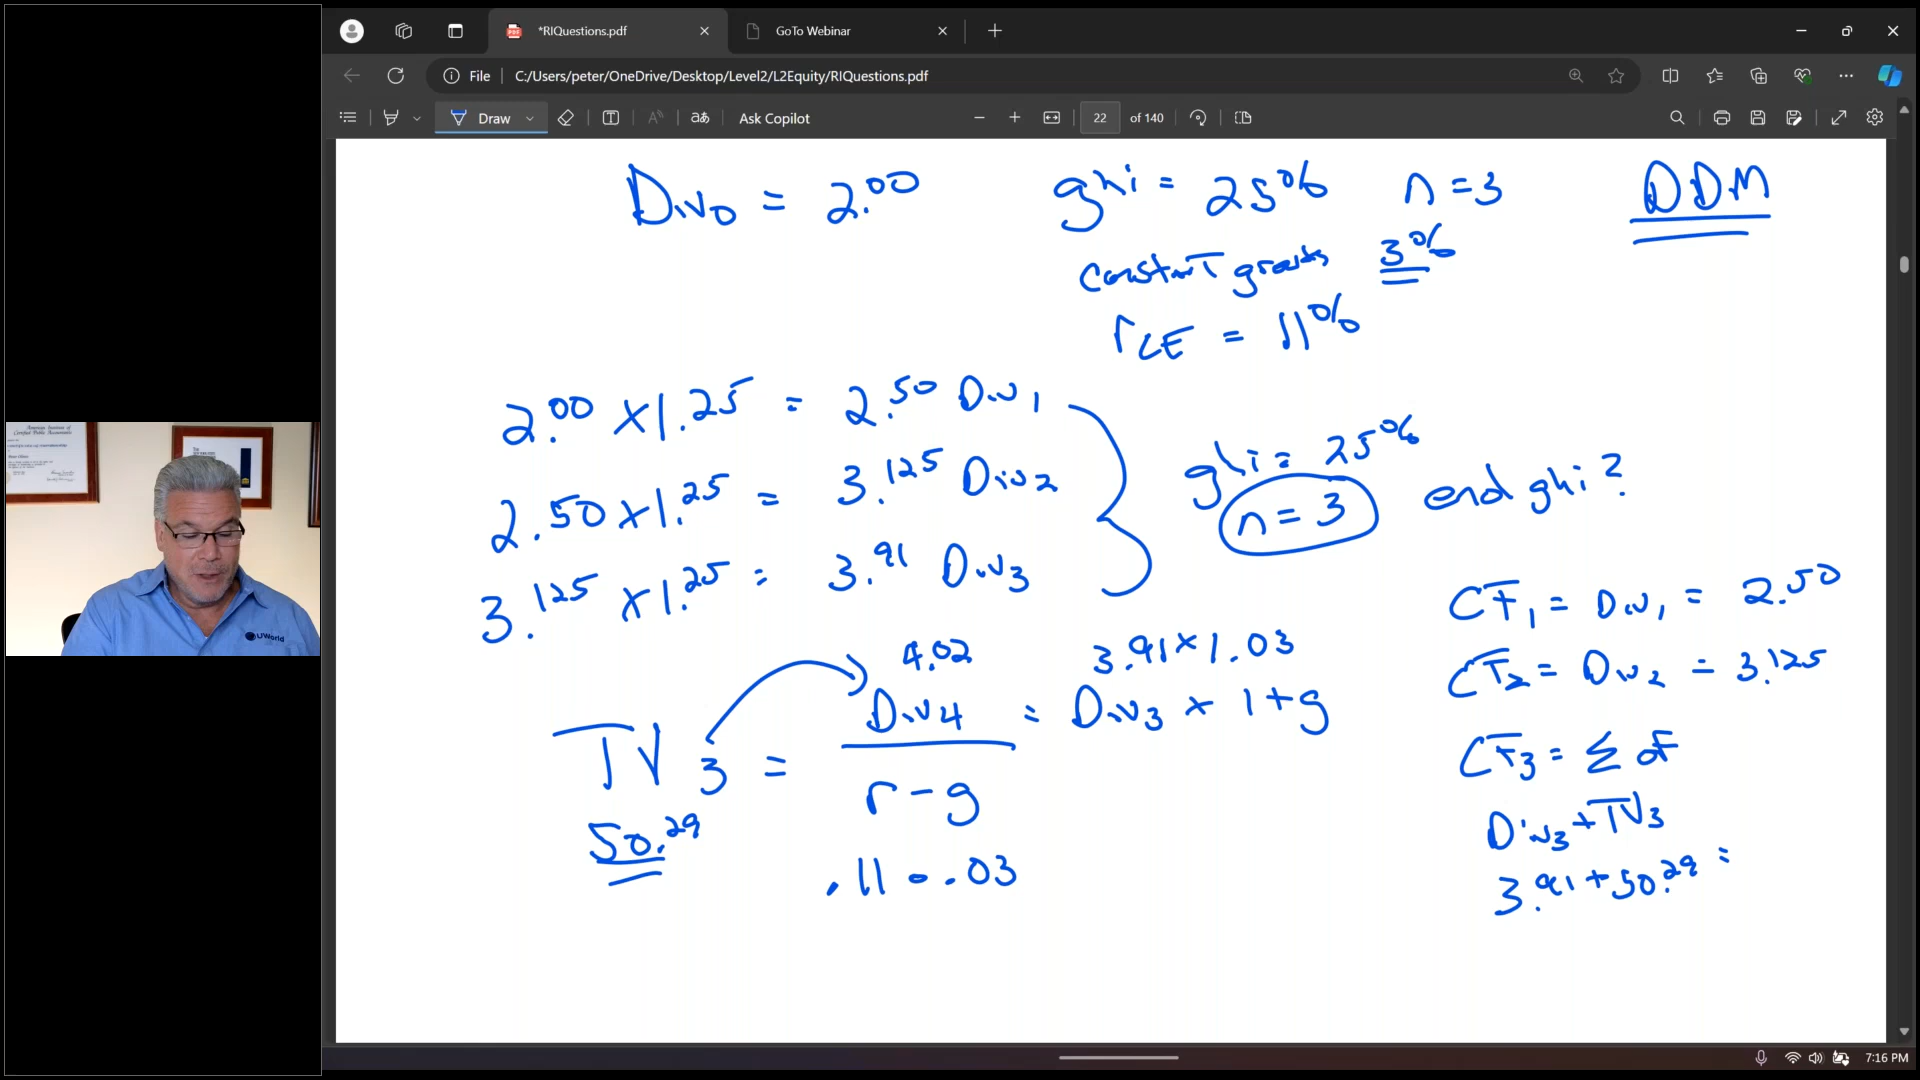 *RIQuestions.pdf
GoTo Webinar
File
C:/Users/peter/OneDrive/Desktop/Level2/L2Equity/RIQuestions.pdf
Draw
Ask Copilot
22 of 140
Div0 = 2.00 ghi = 25% n = 3 DDM
constant growth 3%
rCE = 11%
2.00 × 1.25 = 2.50 Div1
2.50 × 1.25 = 3.125 Div2
3.125 × 1.25 = 3.91 Div3
ghi = 25%
n = 3
end ghi?
4.02 3.91 × 1.03
TV3 = Div4 = Div3 × 1+g
r - g
50.29
.11 - .03
CF1 = Div1 = 2.50
CF2 = Div2 = 3.125
CF3 = Σ of
Div3 + TV3
3.91 + 50.29 =
UWorld
7:16 PM